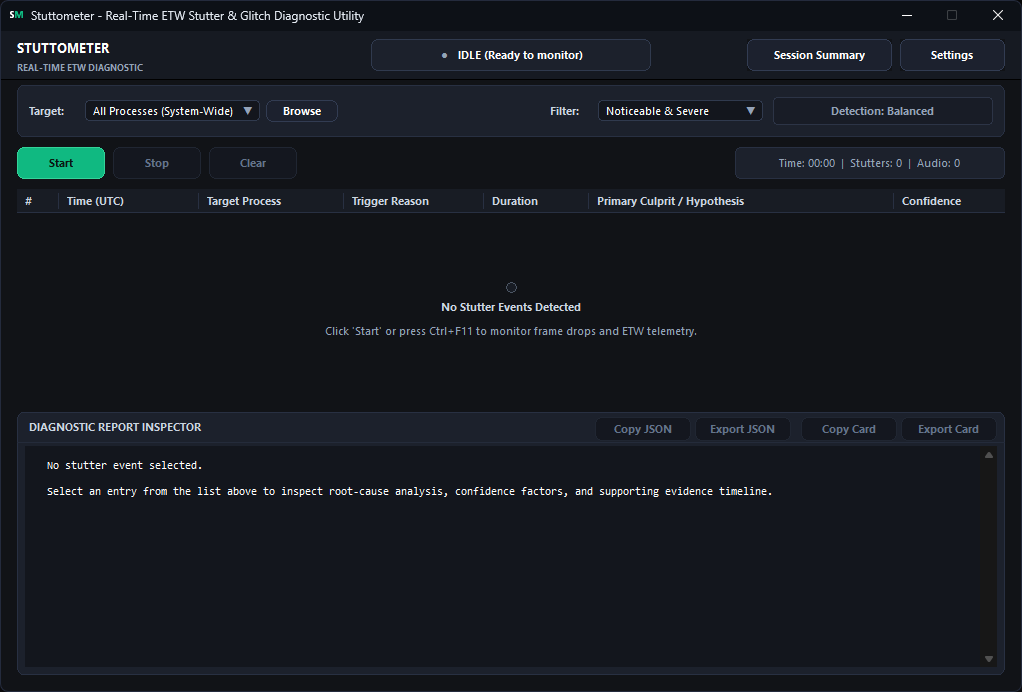 SM Stuttometer - Real-Time ETW Stutter & Glitch Diagnostic Utility
STUTTOMETER
REAL-TIME ETW DIAGNOSTIC
IDLE (Ready to monitor)
Session Summary
Settings
Target:
All Processes (System-Wide)
Browse
Filter:
Noticeable & Severe
Detection: Balanced
Start
Stop
Clear
Time: 00:00 | Stutters: 0 | Audio: 0
# Time (UTC) Target Process Trigger Reason Duration Primary Culprit / Hypothesis Confidence
No Stutter Events Detected
Click 'Start' or press Ctrl+F11 to monitor frame drops and ETW telemetry.
DIAGNOSTIC REPORT INSPECTOR
Copy JSON
Export JSON
Copy Card
Export Card
No stutter event selected.
Select an entry from the list above to inspect root-cause analysis, confidence factors, and supporting evidence timeline.